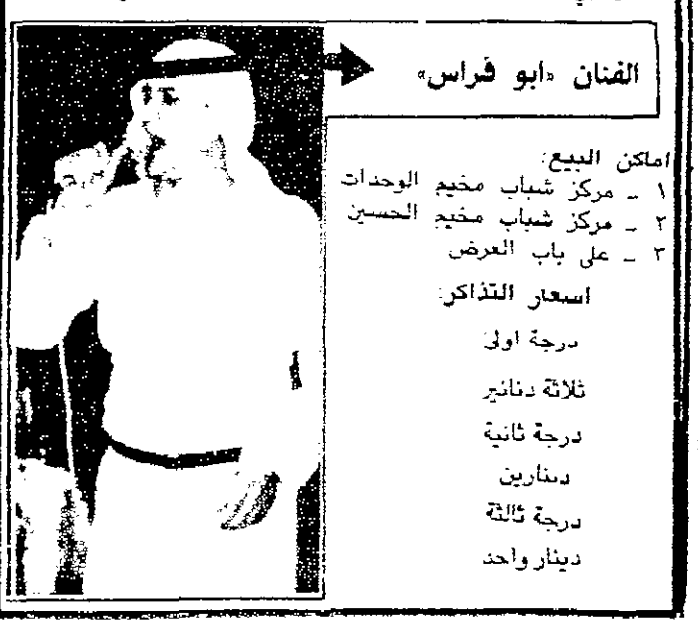 الفنان «ابو فراس»
اماكن البيع:
١ ـ مركز شباب مخيم الوحدات
٢ ـ مركز شباب مخيم الحسين
٣ ـ على باب العرض
اسعار التذاكر:
درجة اولى
ثلاثة دنانير
درجة ثانية
دينارين
درجة ثالثة
دينار واحد